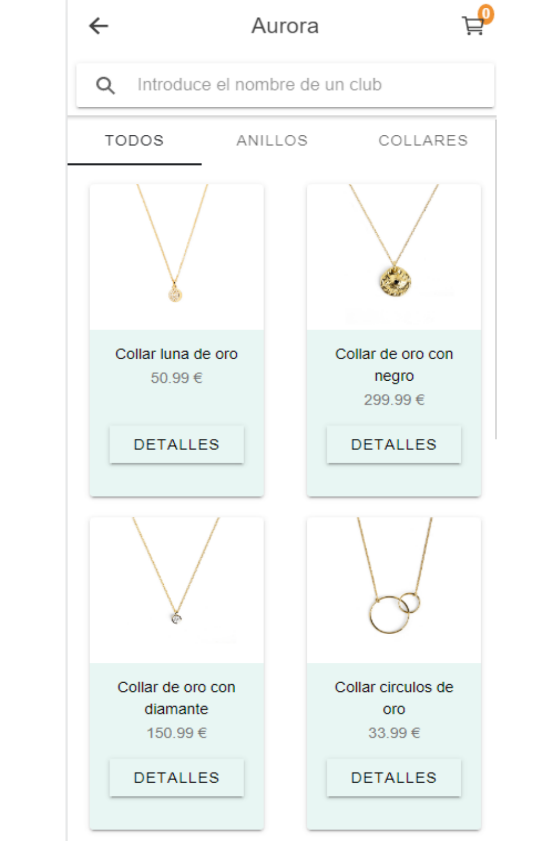 Aurora
0
Introduce el nombre de un club
TODOS
ANILLOS
COLLARES
Collar luna de oro
50.99 €
DETALLES
Collar de oro con
negro
299.99 €
DETALLES
Collar de oro con
diamante
150.99 €
DETALLES
Collar circulos de
oro
33.99 €
DETALLES